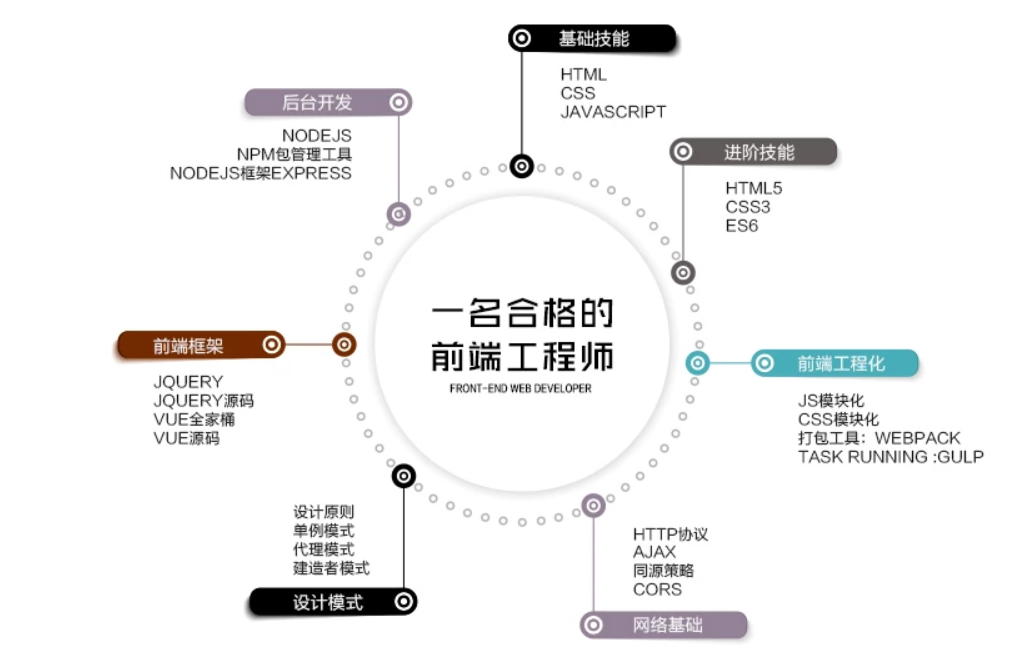 一名合格的
前端工程师
FRONT-END WEB DEVELOPER
基础技能
HTML
CSS
JAVASCRIPT
进阶技能
HTML5
CSS3
ES6
前端工程化
JS模块化
CSS模块化
打包工具：WEBPACK
TASK RUNNING :GULP
HTTP协议
AJAX
同源策略
CORS
网络基础
设计原则
单例模式
代理模式
建造者模式
设计模式
前端框架
JQUERY
JQUERY源码
VUE全家桶
VUE源码
后台开发
NODEJS
NPM包管理工具
NODEJS框架EXPRESS